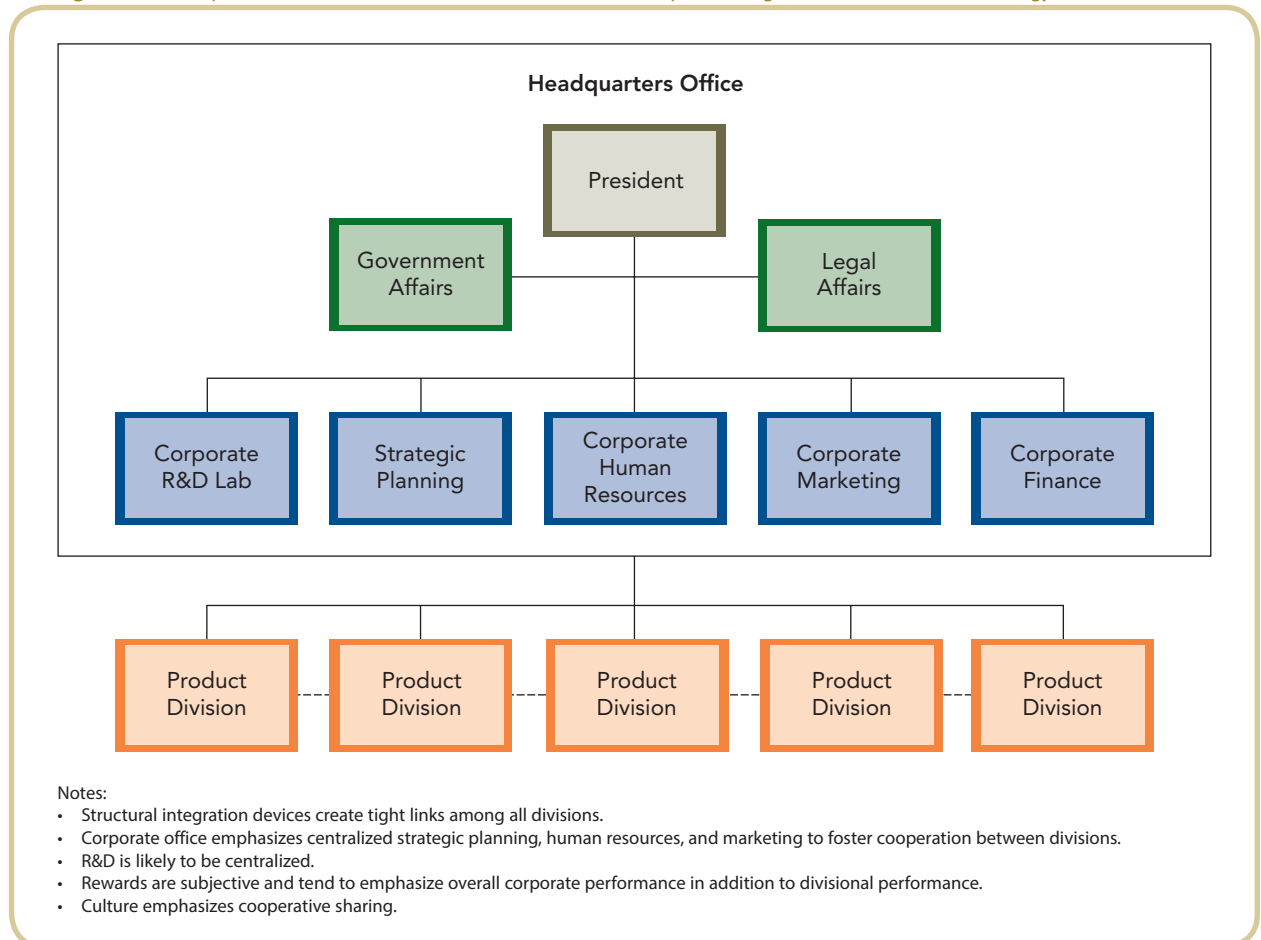 Headquarters Office
President
Government
Affairs
Legal
Affairs
Corporate
R&D Lab
Strategic
Planning
Corporate
Human
Resources
Corporate
Marketing
Corporate
Finance
Product
Division
Product
Division
Product
Division
Product
Division
Product
Division
Notes:
• Structural integration devices create tight links among all divisions.
• Corporate office emphasizes centralized strategic planning, human resources, and marketing to foster cooperation between divisions.
• R&D is likely to be centralized.
• Rewards are subjective and tend to emphasize overall corporate performance in addition to divisional performance.
• Culture emphasizes cooperative sharing.